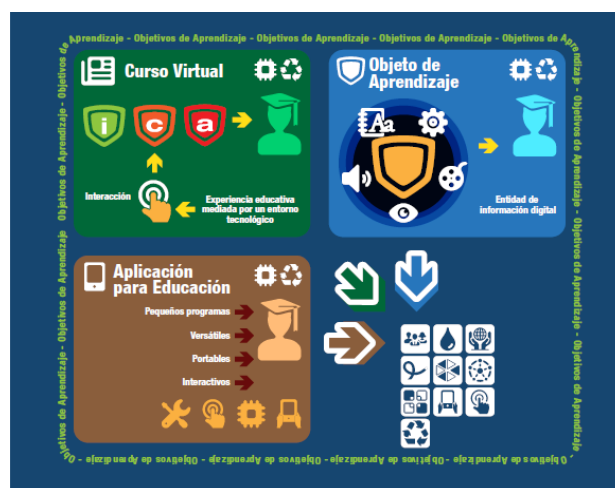 Aprendizaje - Objetivos de Aprendizaje - Objetivos de Aprendizaje - Objetivos de Aprendizaje - Objetivos de Aprendizaje
Curso Virtual
i c a
Interacción
Experiencia educativa
mediada por un entorno
tecnológico
Objeto de
Aprendizaje
Aa
Entidad de
información digital
Aplicación
para Educación
Pequeños programas
Versátiles
Portables
Interactivos
Objetivos de Aprendizaje - Objetivos de Aprendizaje - Objetivos de Aprendizaje - Objetivos de Aprendizaje